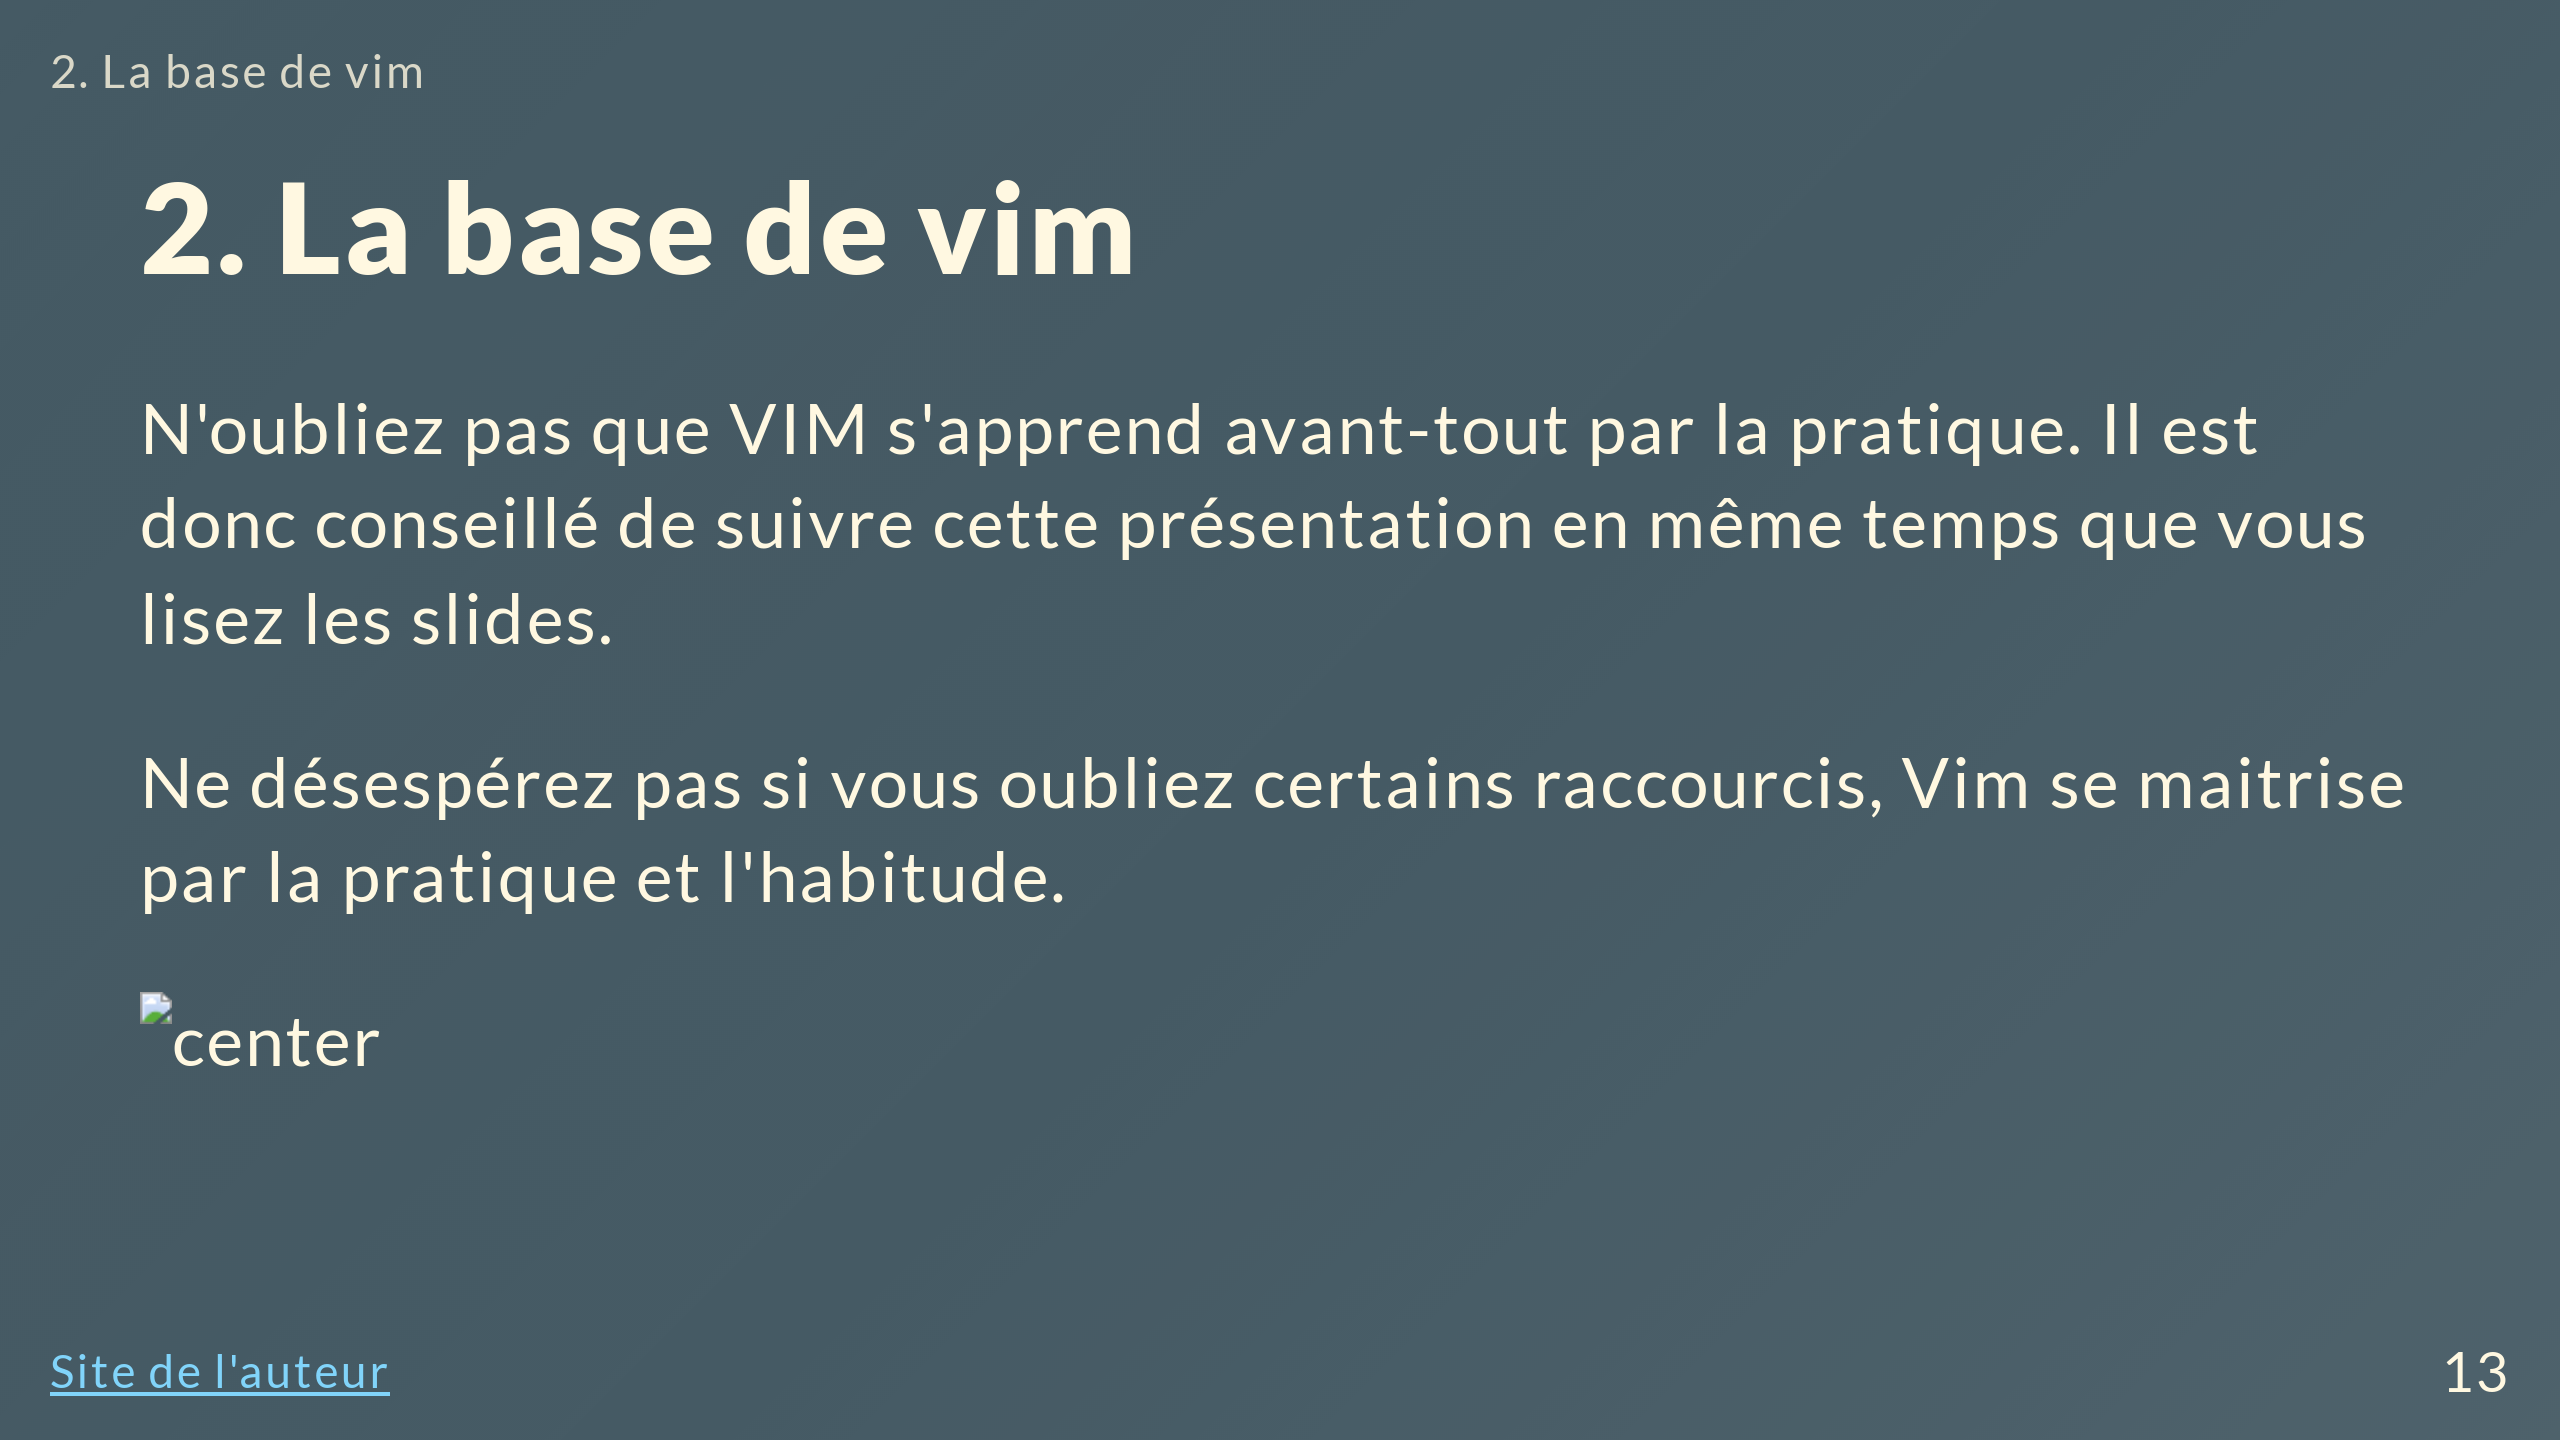 2. La base de vim
2. La base de vim
N'oubliez pas que VIM s'apprend avant-tout par la pratique. Il est
donc conseillé de suivre cette présentation en même temps que vous
lisez les slides.
Ne désespérez pas si vous oubliez certains raccourcis, Vim se maitrise
par la pratique et l'habitude.
center
Site de l'auteur
13